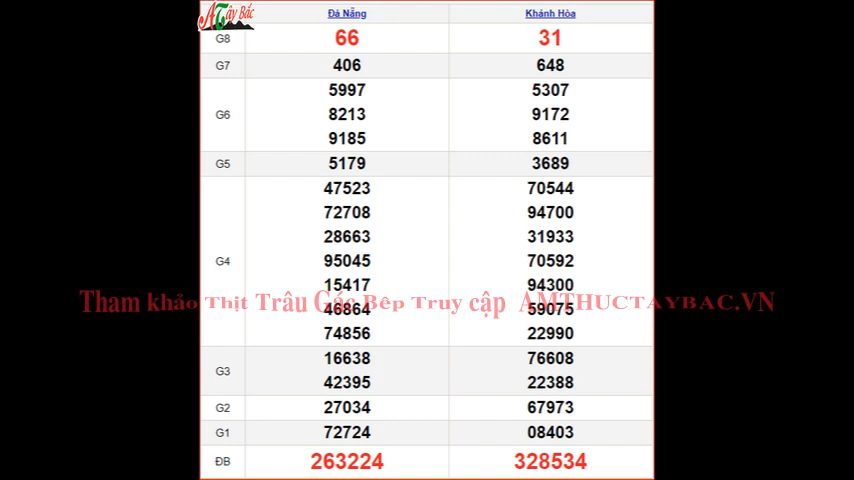 ATây Bắc
Đà Nẵng Khánh Hòa
G8 66 31
G7 406 648
5997 5307
G6 8213 9172
9185 8611
G5 5179 3689
47523 70544
72708 94700
28663 31933
G4 95045 70592
15417 94300
Tham khảo Thịt Trâu Gác Bếp Truy cập AMTHUCTAYBAC.VN
46864 59075
74856 22990
G3 16638 76608
42395 22388
G2 27034 67973
G1 72724 08403
ĐB 263224 328534